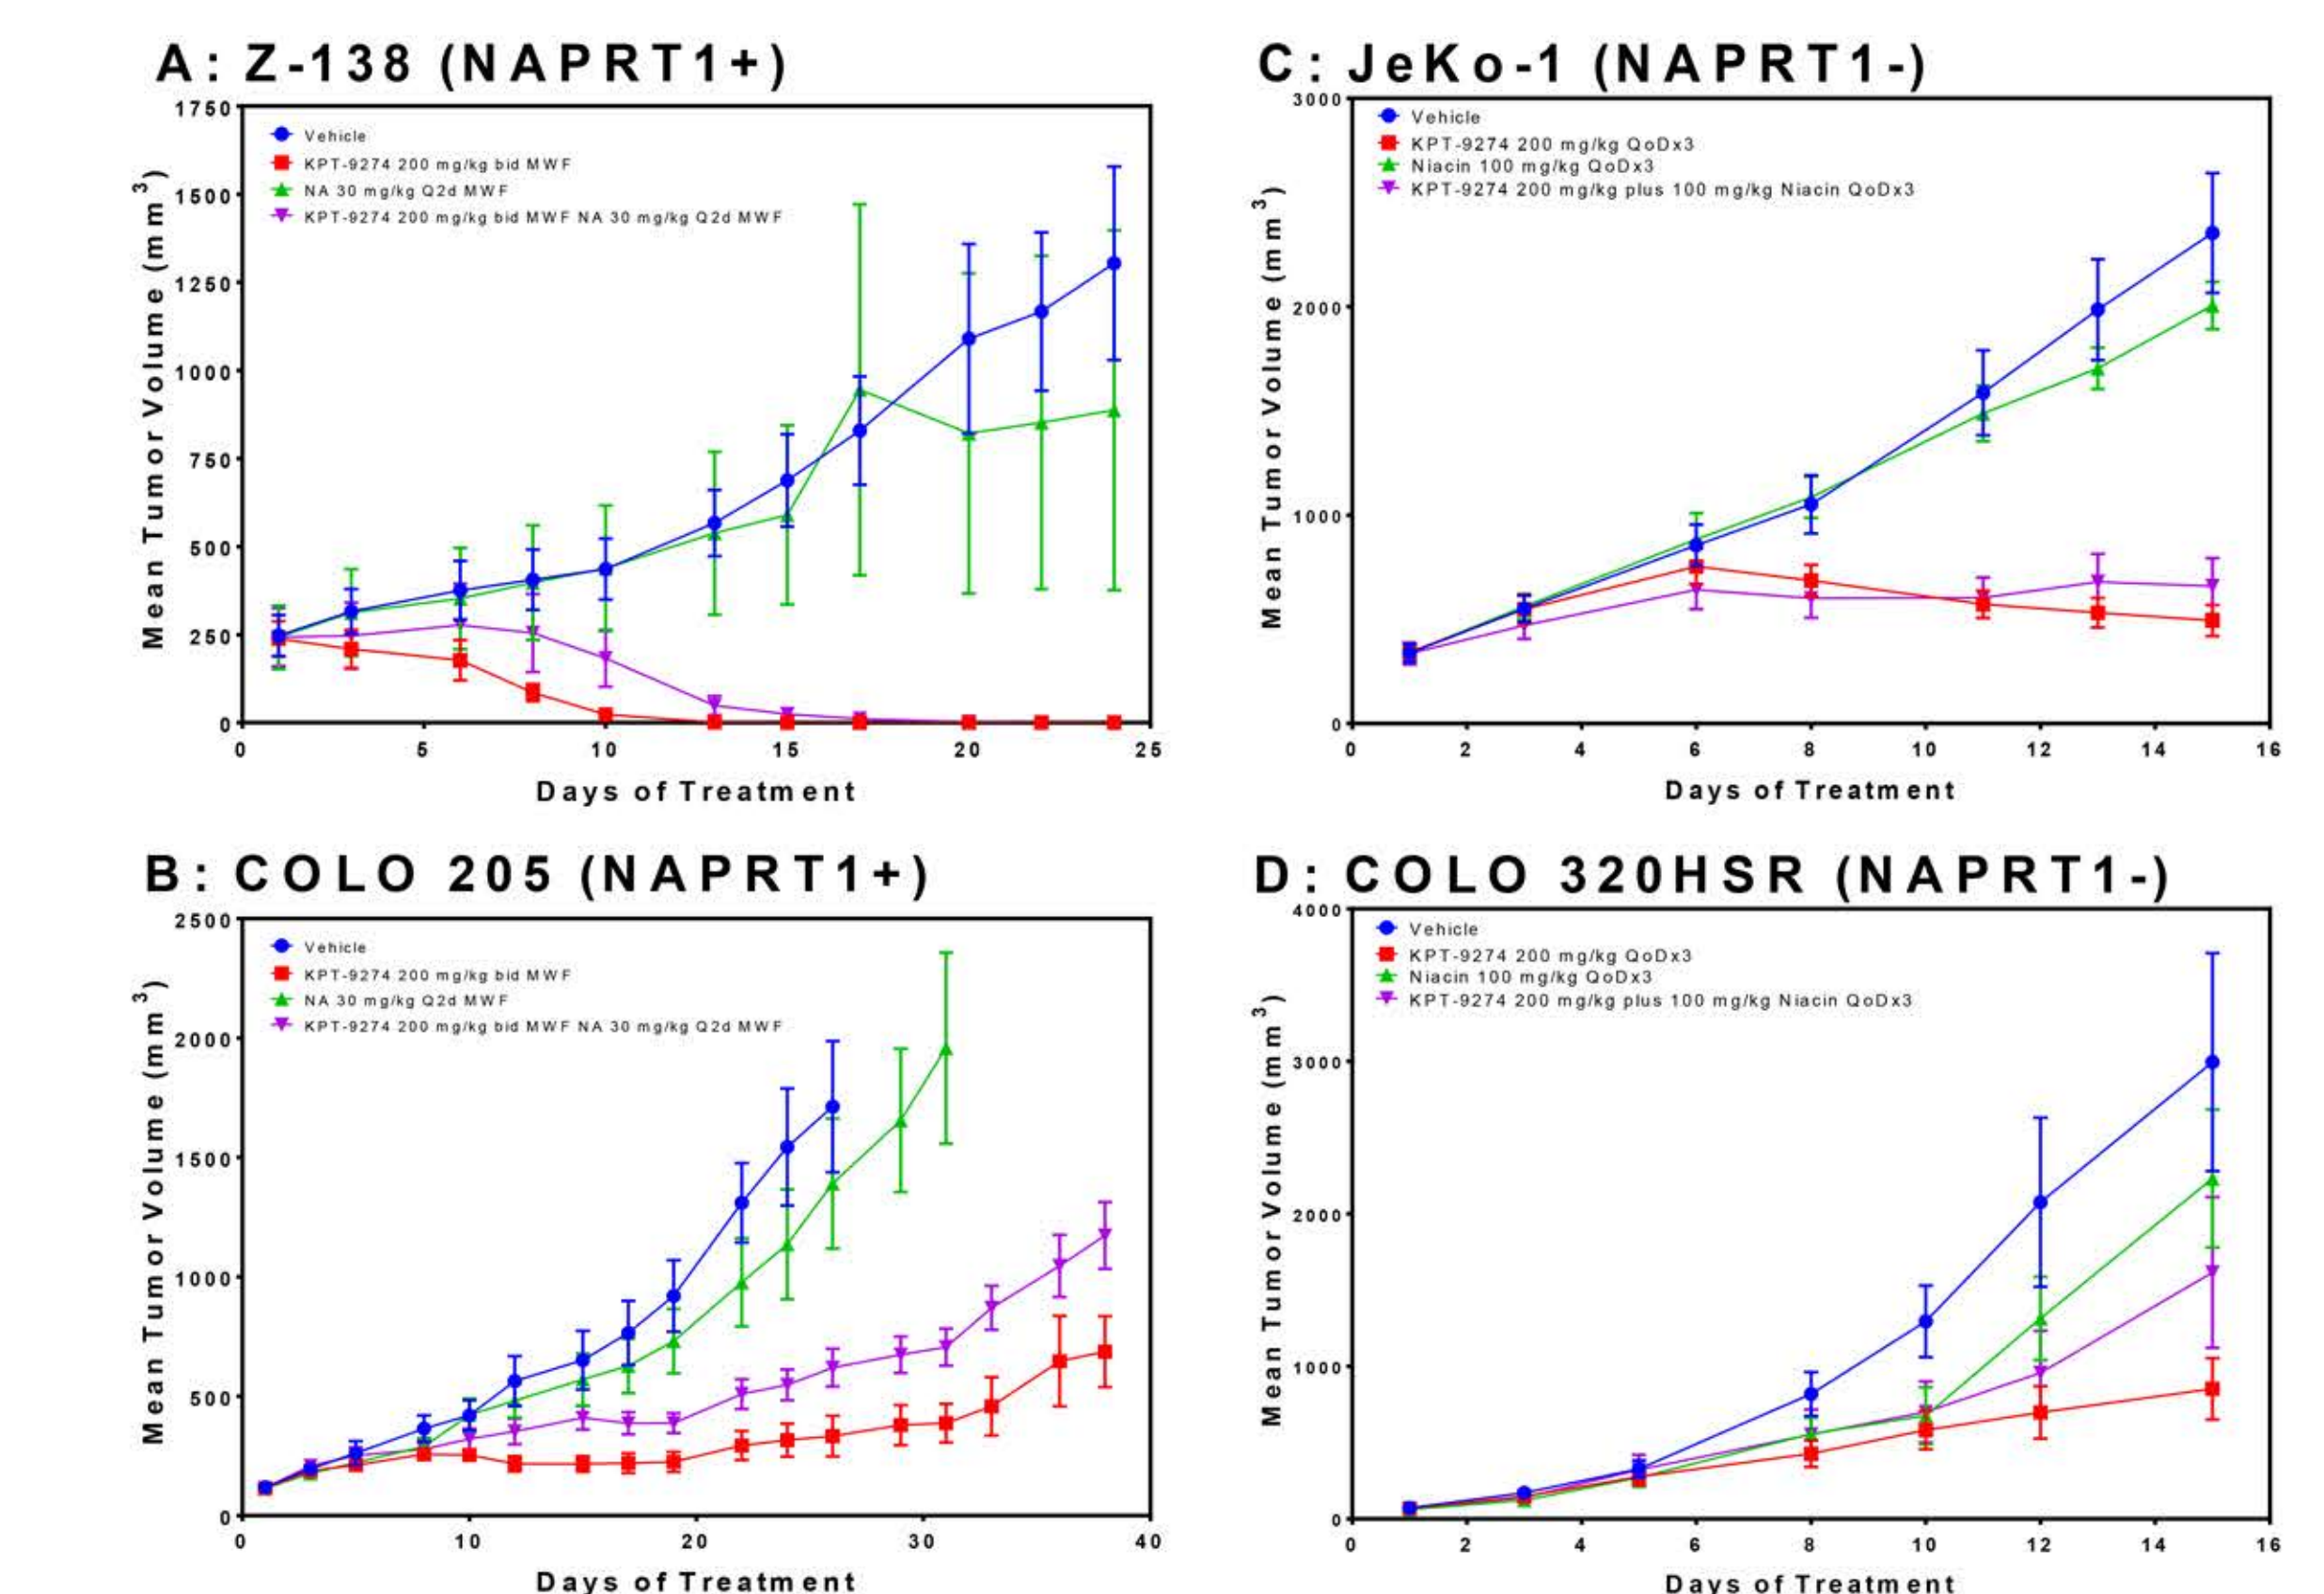 A: Z-138 (NAPRT1+)
1750
1500
1250
1000
750
500
250
0
Mean Tumor Volume (mm³)
Vehicle
KPT-9274 200 mg/kg bid MWF
NA 30 mg/kg Q2d MWF
KPT-9274 200 mg/kg bid MWF NA 30 mg/kg Q2d MWF
0 5 10 15 20 25
Days of Treatment
C: JeKo-1 (NAPRT1-)
3000
2000
1000
0
Mean Tumor Volume (mm³)
Vehicle
KPT-9274 200 mg/kg QoDx3
Niacin 100 mg/kg QoDx3
KPT-9274 200 mg/kg plus 100 mg/kg Niacin QoDx3
0 2 4 6 8 10 12 14 16
Days of Treatment
B: COLO 205 (NAPRT1+)
2500
2000
1500
1000
500
0
Mean Tumor Volume (mm³)
Vehicle
KPT-9274 200 mg/kg bid MWF
NA 30 mg/kg Q2d MWF
KPT-9274 200 mg/kg bid MWF NA 30 mg/kg Q2d MWF
0 10 20 30 40
Days of Treatment
D: COLO 320HSR (NAPRT1-)
4000
3000
2000
1000
0
Mean Tumor Volume (mm³)
Vehicle
KPT-9274 200 mg/kg QoDx3
Niacin 100 mg/kg QoDx3
KPT-9274 200 mg/kg plus 100 mg/kg Niacin QoDx3
0 2 4 6 8 10 12 14 16
Days of Treatment